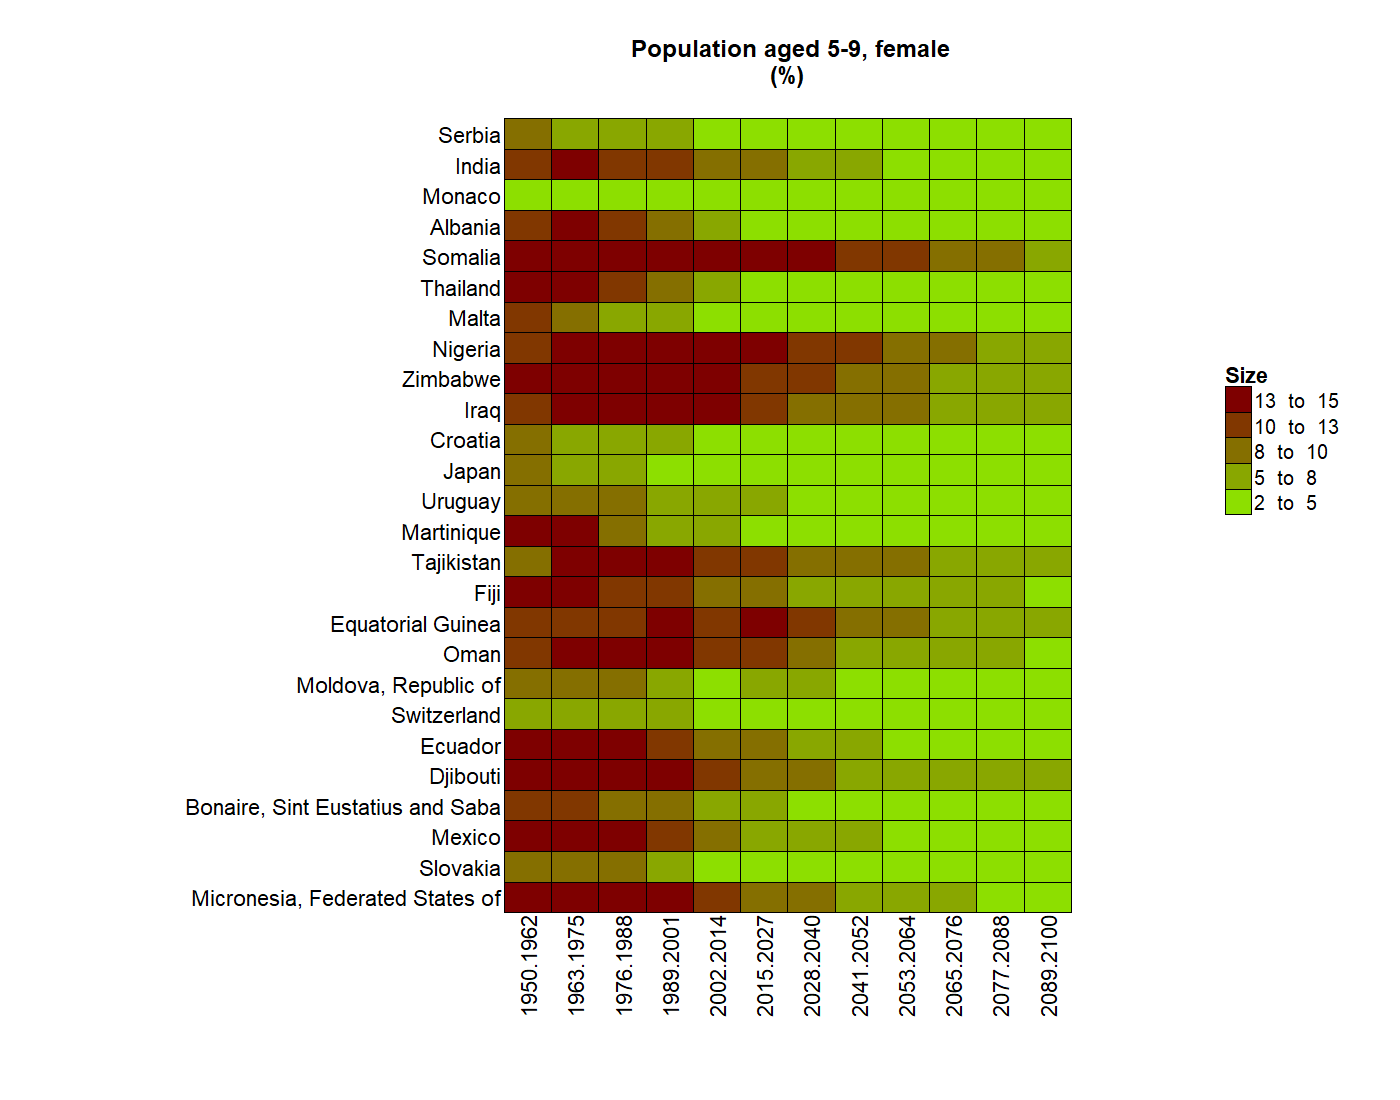 Population aged 5-9, female
(%)
Serbia
India
Monaco
Albania
Somalia
Thailand
Malta
Nigeria
Zimbabwe
Iraq
Croatia
Japan
Uruguay
Martinique
Tajikistan
Fiji
Equatorial Guinea
Oman
Moldova, Republic of
Switzerland
Ecuador
Djibouti
Bonaire, Sint Eustatius and Saba
Mexico
Slovakia
Micronesia, Federated States of
1950.1962
1963.1975
1976.1988
1989.2001
2002.2014
2015.2027
2028.2040
2041.2052
2053.2064
2065.2076
2077.2088
2089.2100
Size
13 to 15
10 to 13
8 to 10
5 to 8
2 to 5